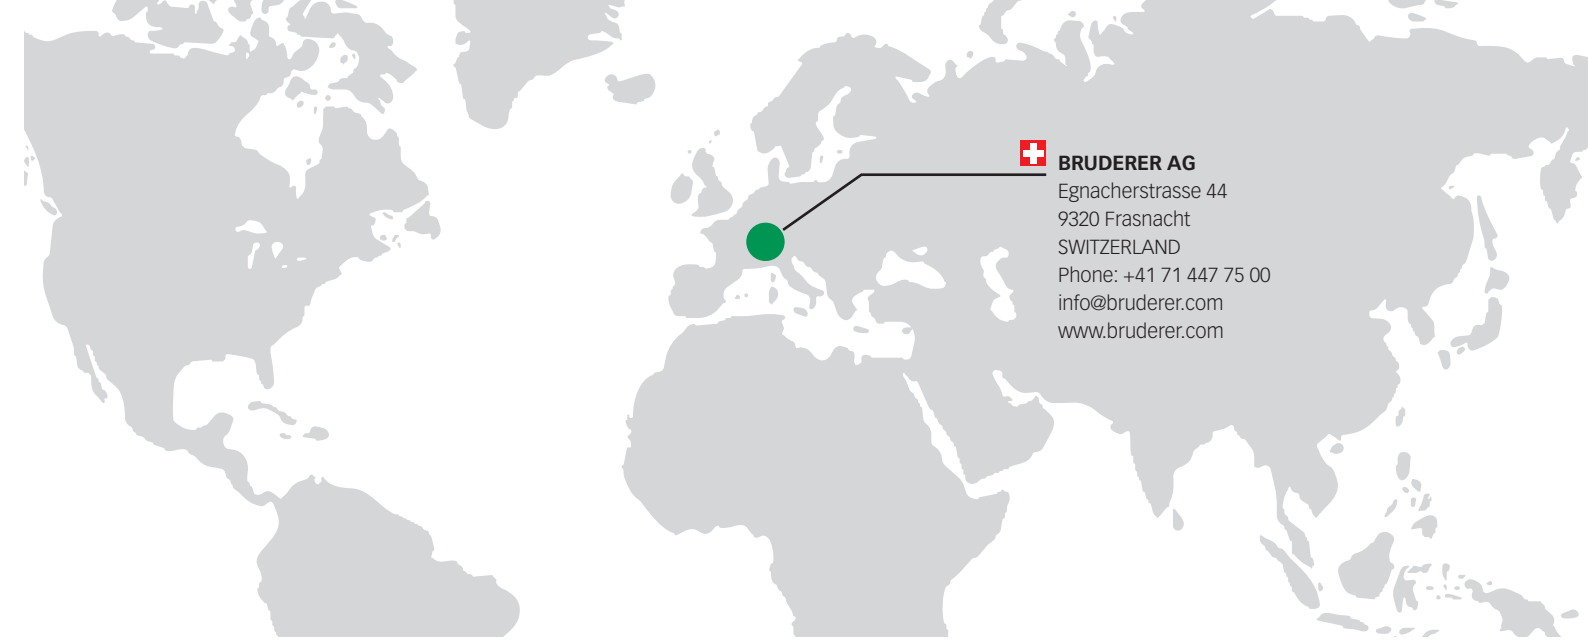 BRUDERER AG
Egnacherstrasse 44
9320 Frasnacht
SWITZERLAND
Phone: +41 71 447 75 00
info@bruderer.com
www.bruderer.com